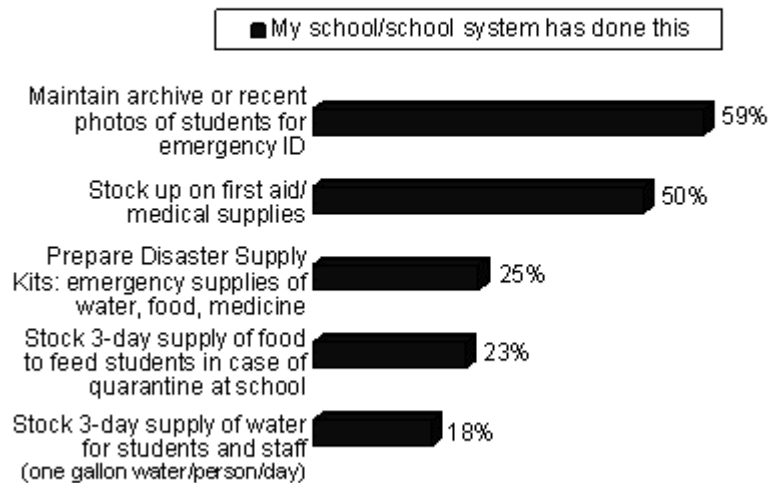 My school/school system has done this
Maintain archive or recent
photos of students for
emergency ID
59%
Stock up on first aid/
medical supplies
50%
Prepare Disaster Supply
Kits: emergency supplies of
water, food, medicine
25%
Stock 3-day supply of food
to feed students in case of
quarantine at school
23%
Stock 3-day supply of water
for students and staff
(one gallon water/person/day)
18%